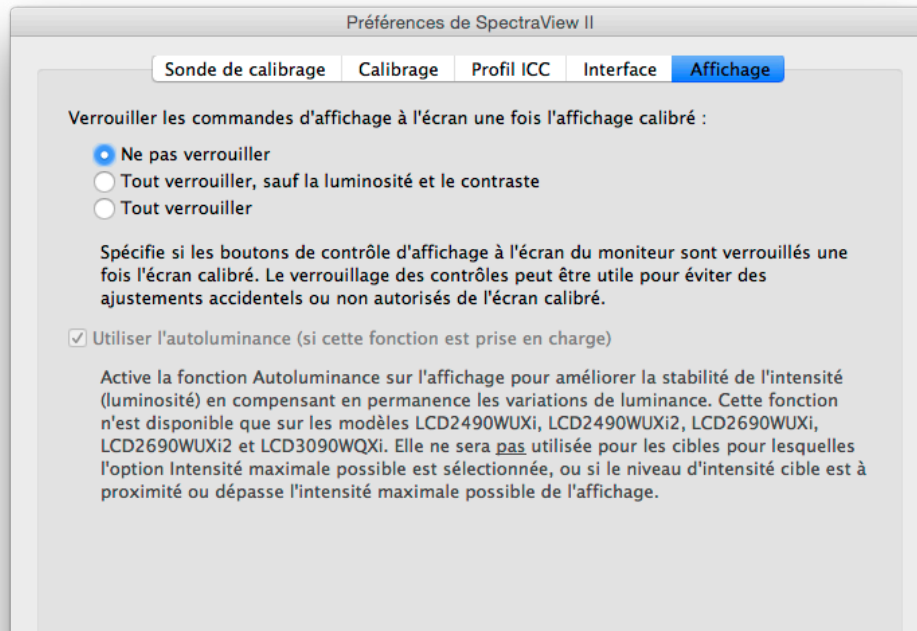 Préférences de SpectraView II
Sonde de calibrage Calibrage Profil ICC Interface Affichage
Verrouiller les commandes d'affichage à l'écran une fois l'affichage calibré :
Ne pas verrouiller
Tout verrouiller, sauf la luminosité et le contraste
Tout verrouiller
Spécifie si les boutons de contrôle d'affichage à l'écran du moniteur sont verrouillés une
fois l'écran calibré. Le verrouillage des contrôles peut être utile pour éviter des
ajustements accidentels ou non autorisés de l'écran calibré.
Utiliser l'autoluminance (si cette fonction est prise en charge)
Active la fonction Autoluminance sur l'affichage pour améliorer la stabilité de l'intensité
(luminosité) en compensant en permanence les variations de luminance. Cette fonction
n'est disponible que sur les modèles LCD2490WUXi, LCD2490WUXi2, LCD2690WUXi,
LCD2690WUXi2 et LCD3090WQXi. Elle ne sera pas utilisée pour les cibles pour lesquelles
l'option Intensité maximale possible est sélectionnée, ou si le niveau d'intensité cible est à
proximité ou dépasse l'intensité maximale possible de l'affichage.